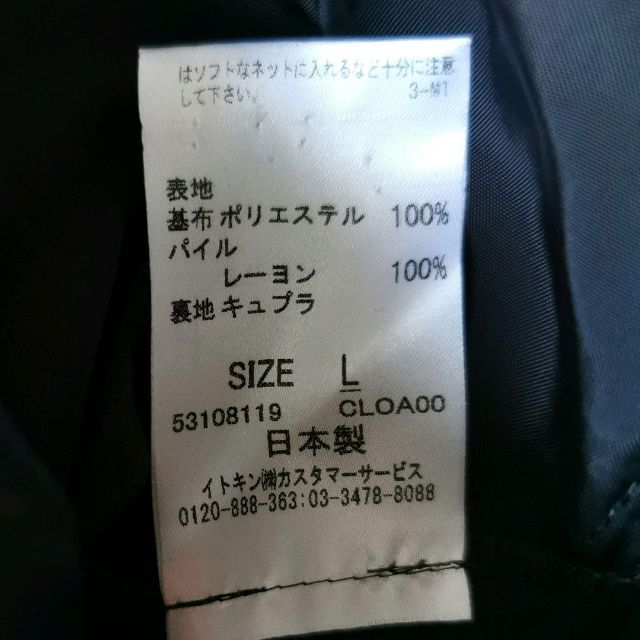 はソフトなネットに入れるなど十分に注意
して下さい。
3-M1
表地
基布 ポリエステル 100%
パイル
レーヨン 100%
裏地 キュプラ
SIZE L
53108119 CLOA00
日本製
イトキン㈱カスタマーサービス
0120-888-363:03-3478-8088